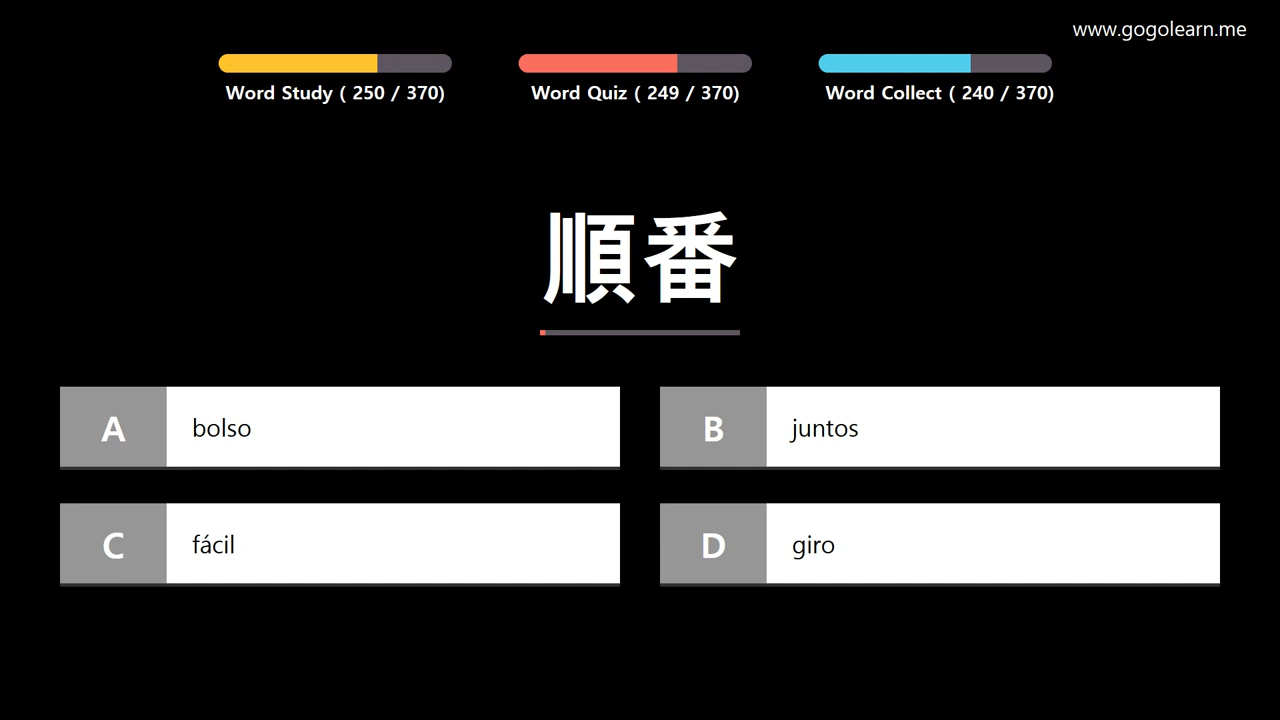 www.gogolearn.me
Word Study ( 250 / 370)
Word Quiz ( 249 / 370)
Word Collect ( 240 / 370)
順番
A
bolso
B
juntos
C
fácil
D
giro